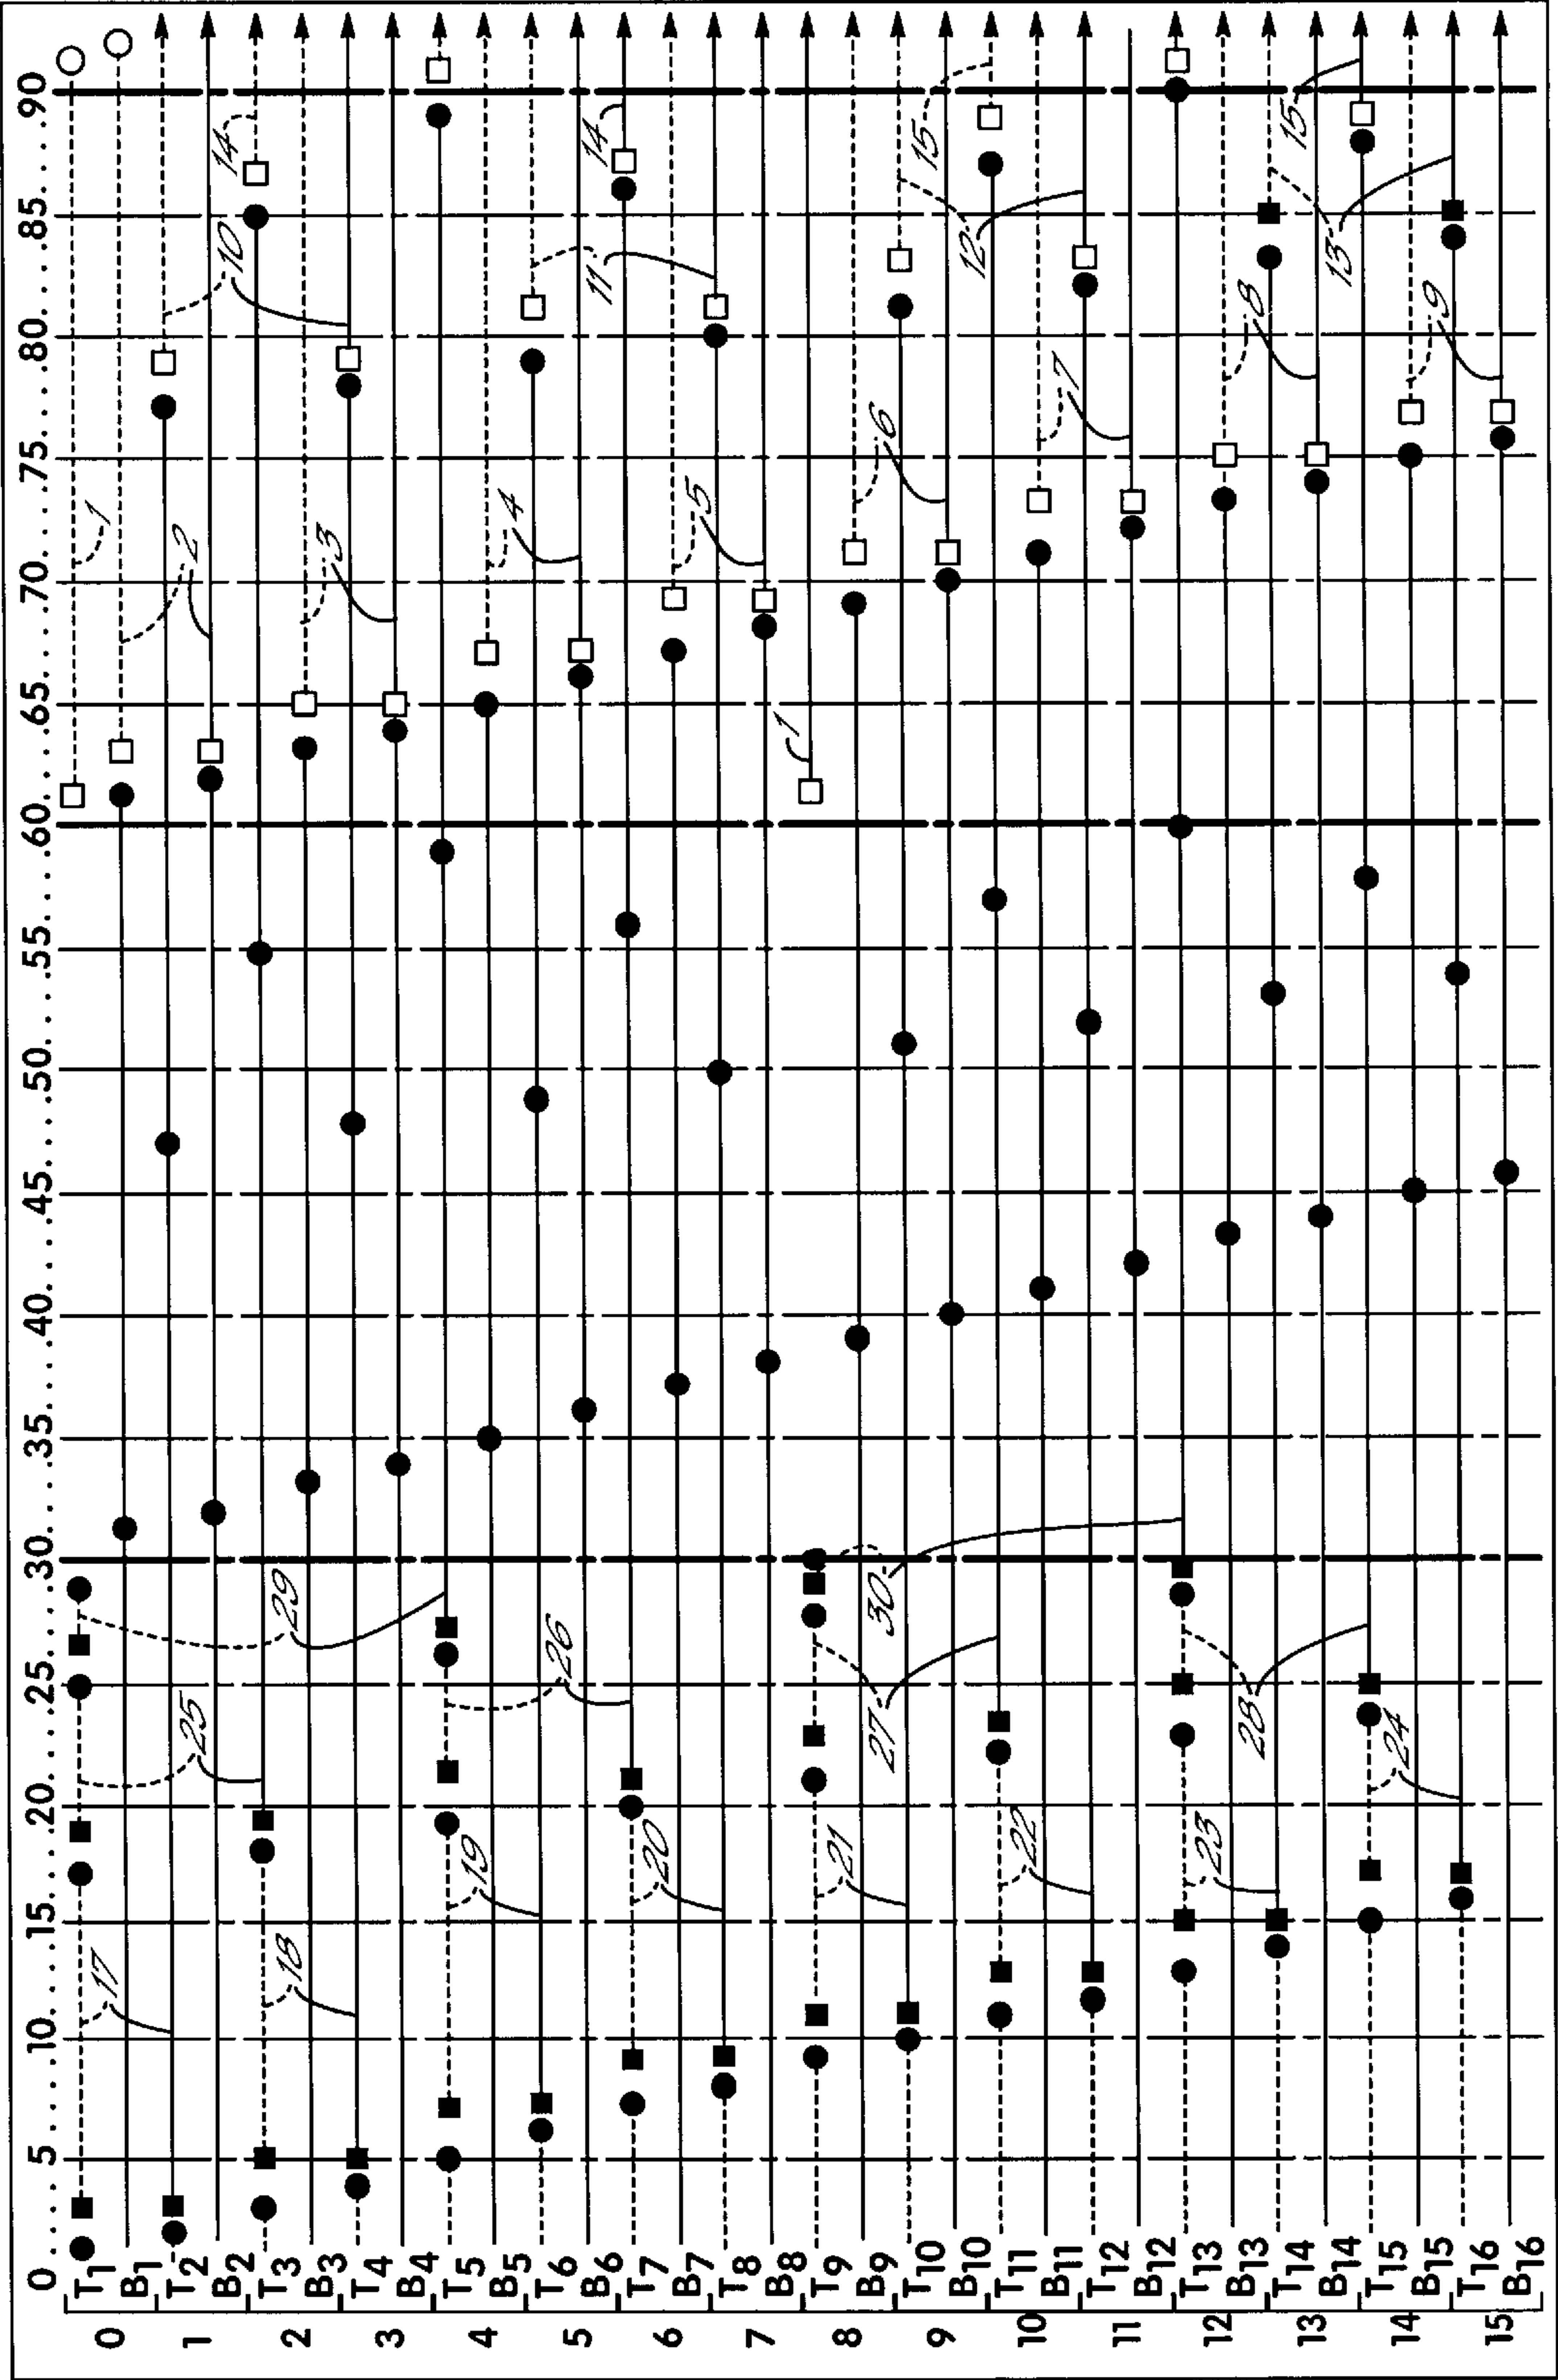 0.....5....10....15....20....25....30....35....40....45....50....55....60....65....70....75....80....85....90
0 T1
B1
1 T2
B2
2 T3
B3
3 T4
B4
4 T5
B5
5 T6
B6
6 T7
B7
7 T8
B8
8 T9
B9
9 T10
B10
10 T11
B11
11 T12
B12
12 T13
B13
13 T14
B14
14 T15
B15
15 T16
B16
17
25
29
2
1
10
14
18
3
19
26
4
11
14
20
5
1
21
27
30
6
12
15
22
7
23
28
8
13
15
24
9